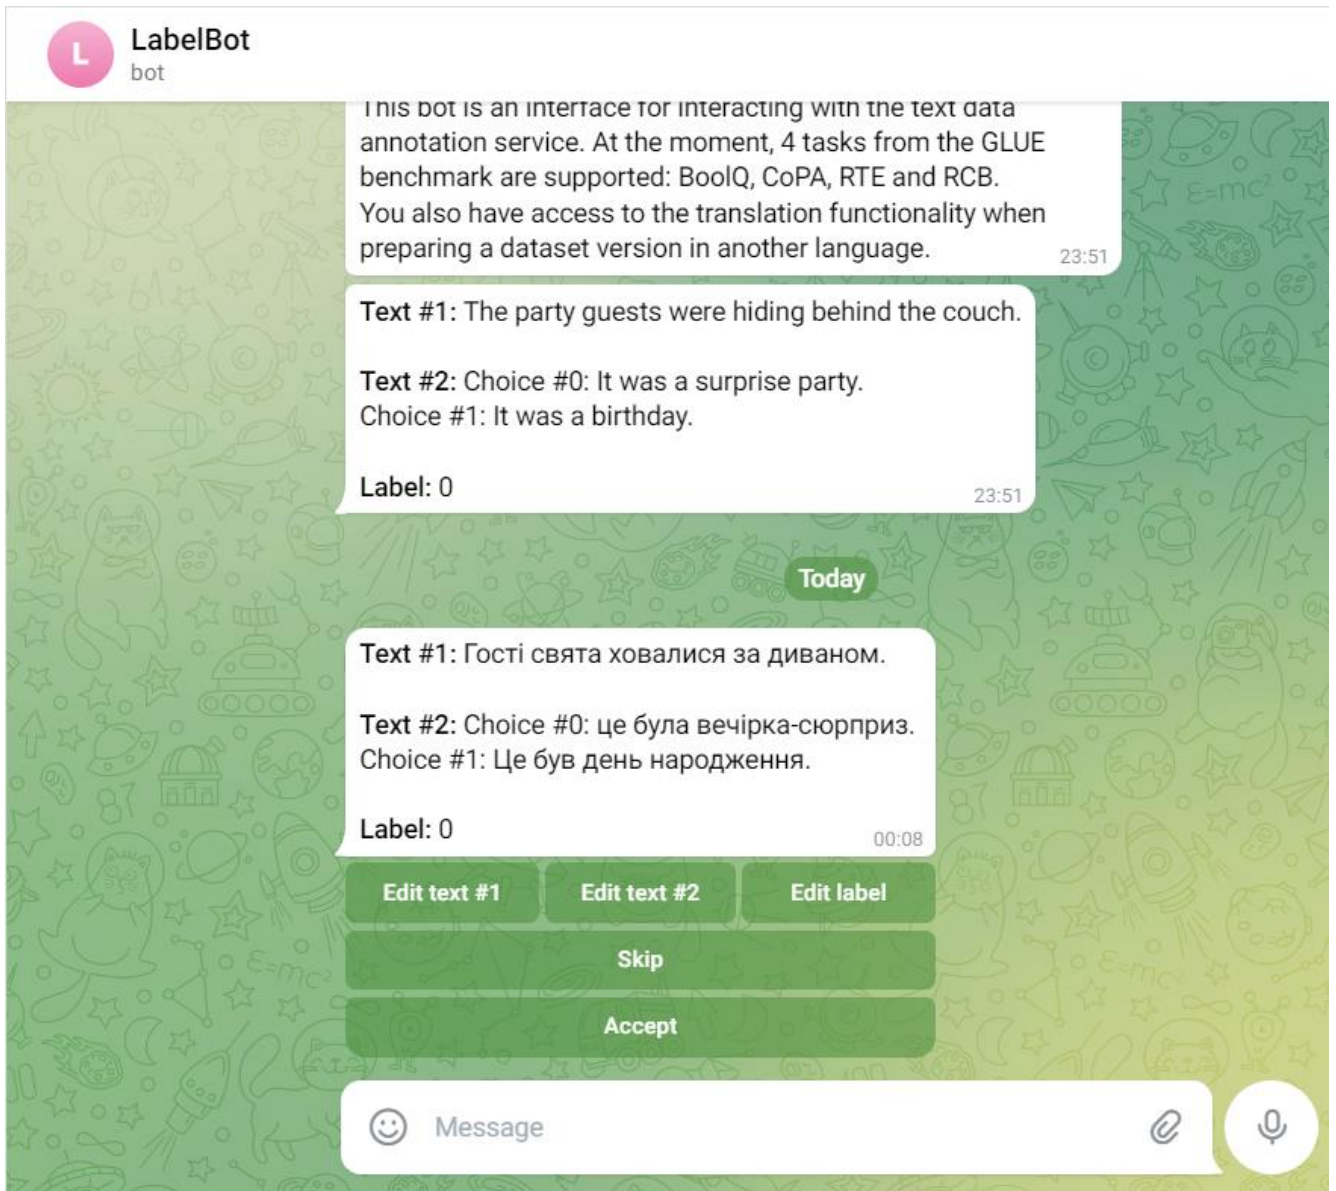 L
LabelBot
bot
This bot is an interface for interacting with the text data
annotation service. At the moment, 4 tasks from the GLUE
benchmark are supported: BoolQ, CoPA, RTE and RCB.
You also have access to the translation functionality when
preparing a dataset version in another language.
23:51
Text #1: The party guests were hiding behind the couch.
Text #2: Choice #0: It was a surprise party.
Choice #1: It was a birthday.
Label: 0
23:51
Today
Text #1: Гості свята ховалися за диваном.
Text #2: Choice #0: це була вечірка-сюрприз.
Choice #1: Це був день народження.
Label: 0
00:08
Edit text #1
Edit text #2
Edit label
Skip
Accept
Message
E=mc²
E=mc²
E=mc²